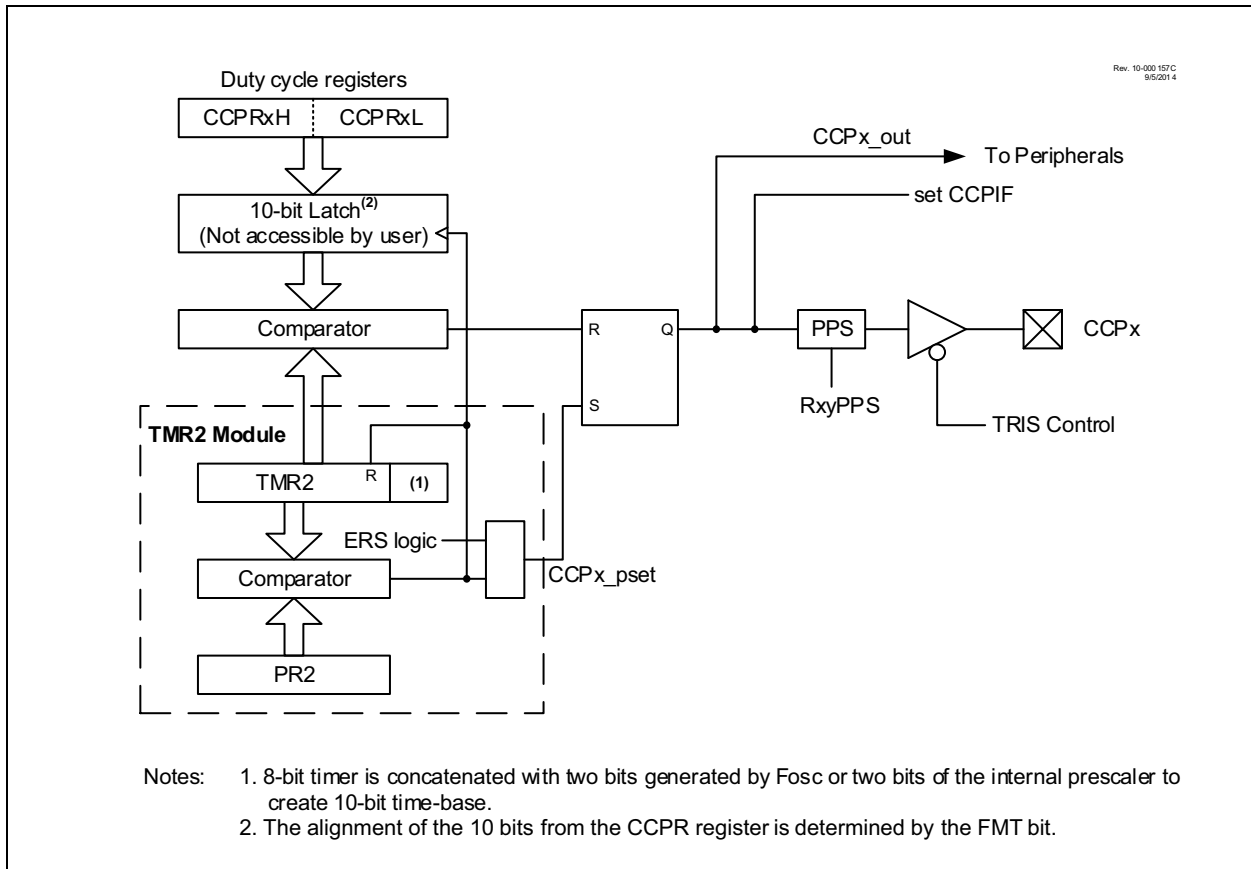 Rev. 10-000 157C
9/5/201 4
Duty cycle registers
CCPRxH CCPRxL
CCPx_out
To Peripherals
set CCPIF
10-bit Latch(2)
(Not accessible by user)
Comparator
R Q
S
PPS
CCPx
RxyPPS
TRIS Control
TMR2 Module
TMR2 R (1)
ERS logic
CCPx_pset
Comparator
PR2
Notes: 1. 8-bit timer is concatenated with two bits generated by Fosc or two bits of the internal prescaler to
create 10-bit time-base.
2. The alignment of the 10 bits from the CCPR register is determined by the FMT bit.